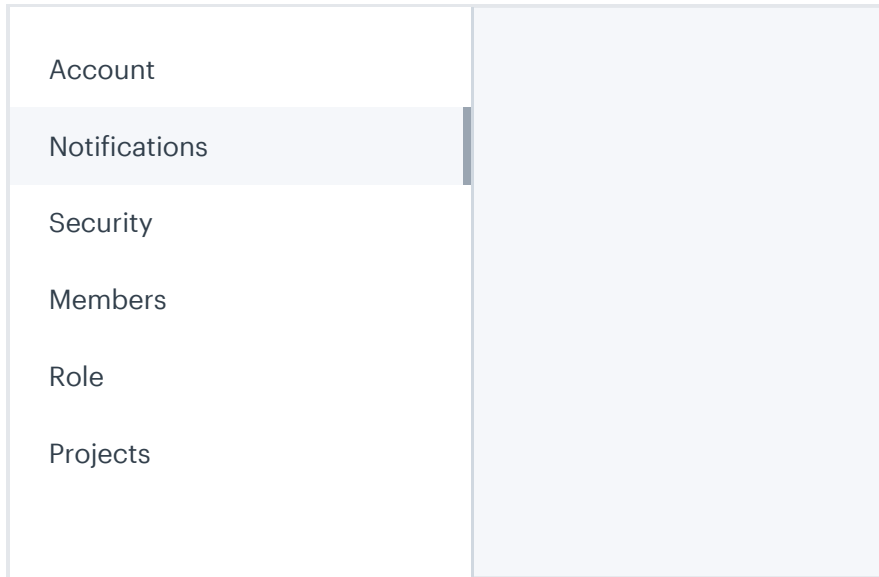 Account
Notifications
Security
Members
Role
Projects